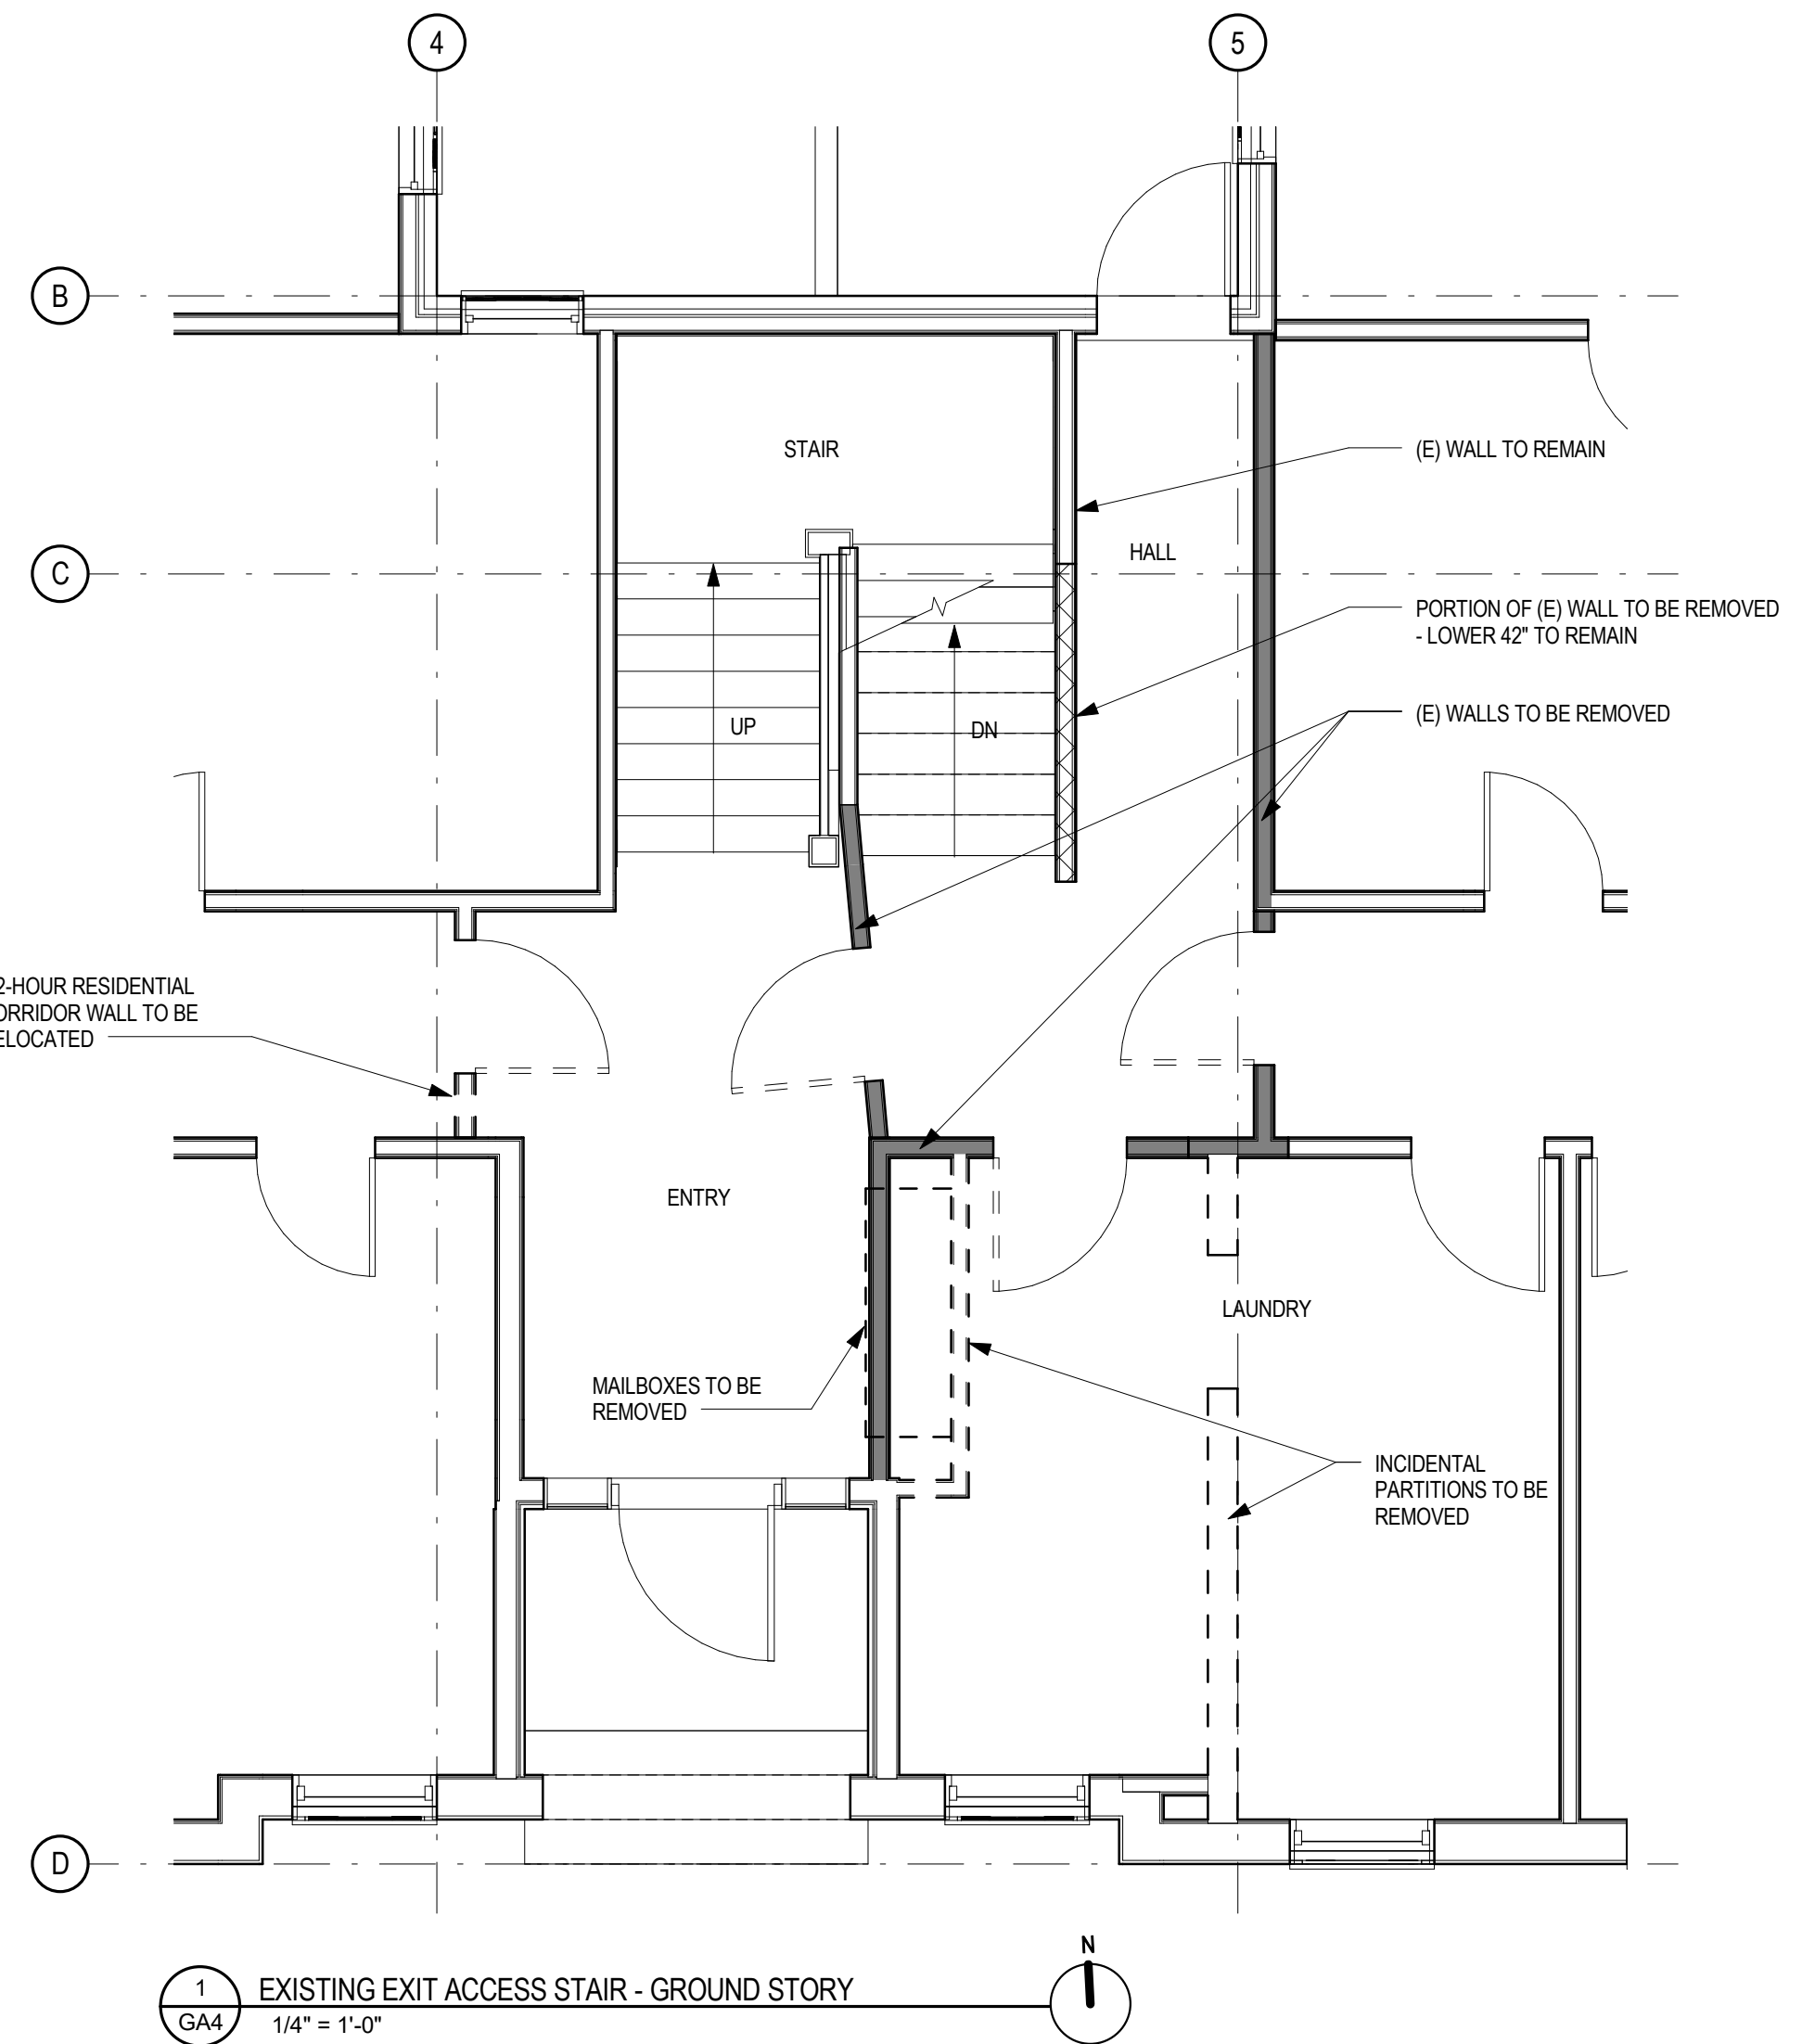 4
5
B
STAIR
(E) WALL TO REMAIN
HALL
C
PORTION OF (E) WALL TO BE REMOVED
- LOWER 42" TO REMAIN
(E) WALLS TO BE REMOVED
UP
DN
2-HOUR RESIDENTIAL
ORRIDOR WALL TO BE
ELOCATED
ENTRY
LAUNDRY
MAILBOXES TO BE
REMOVED
INCIDENTAL
PARTITIONS TO BE
REMOVED
D
N
1
EXISTING EXIT ACCESS STAIR - GROUND STORY
GA4
1/4" = 1'-0"